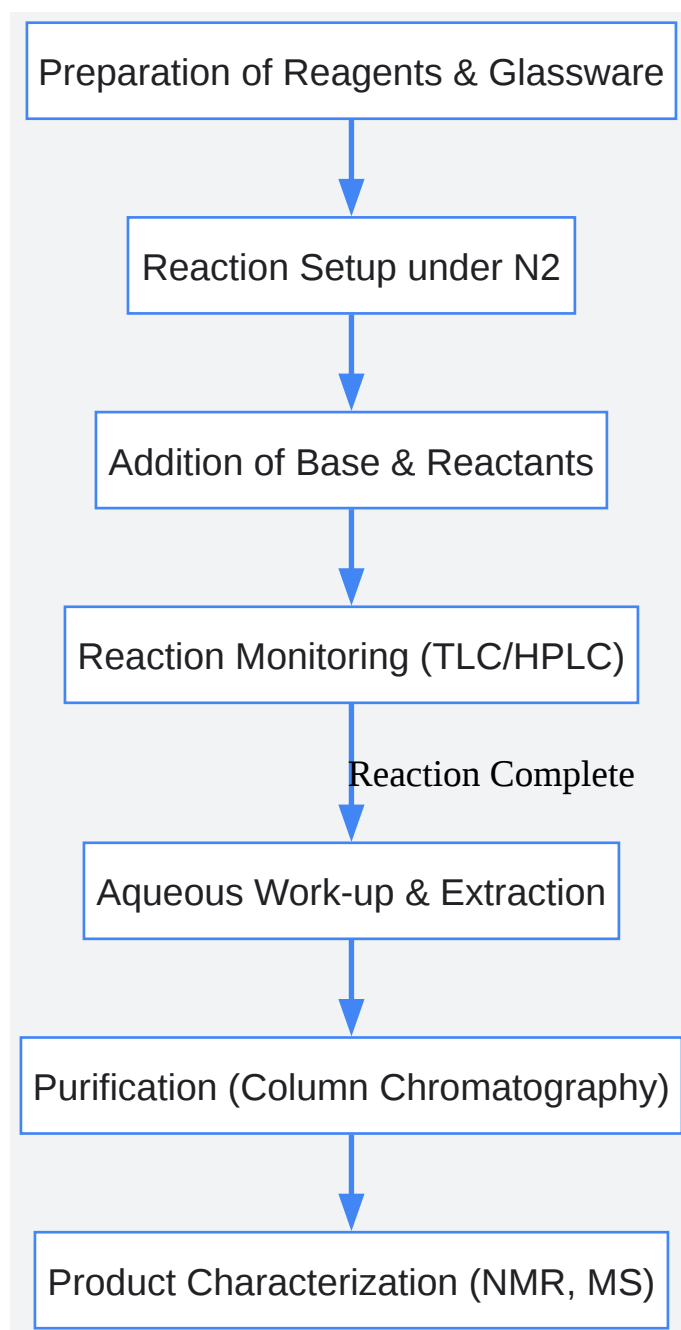 Preparation of Reagents & Glassware
Reaction Setup under N2
Addition of Base & Reactants
Reaction Monitoring (TLC/HPLC)
Reaction Complete
Aqueous Work-up & Extraction
Purification (Column Chromatography)
Product Characterization (NMR, MS)